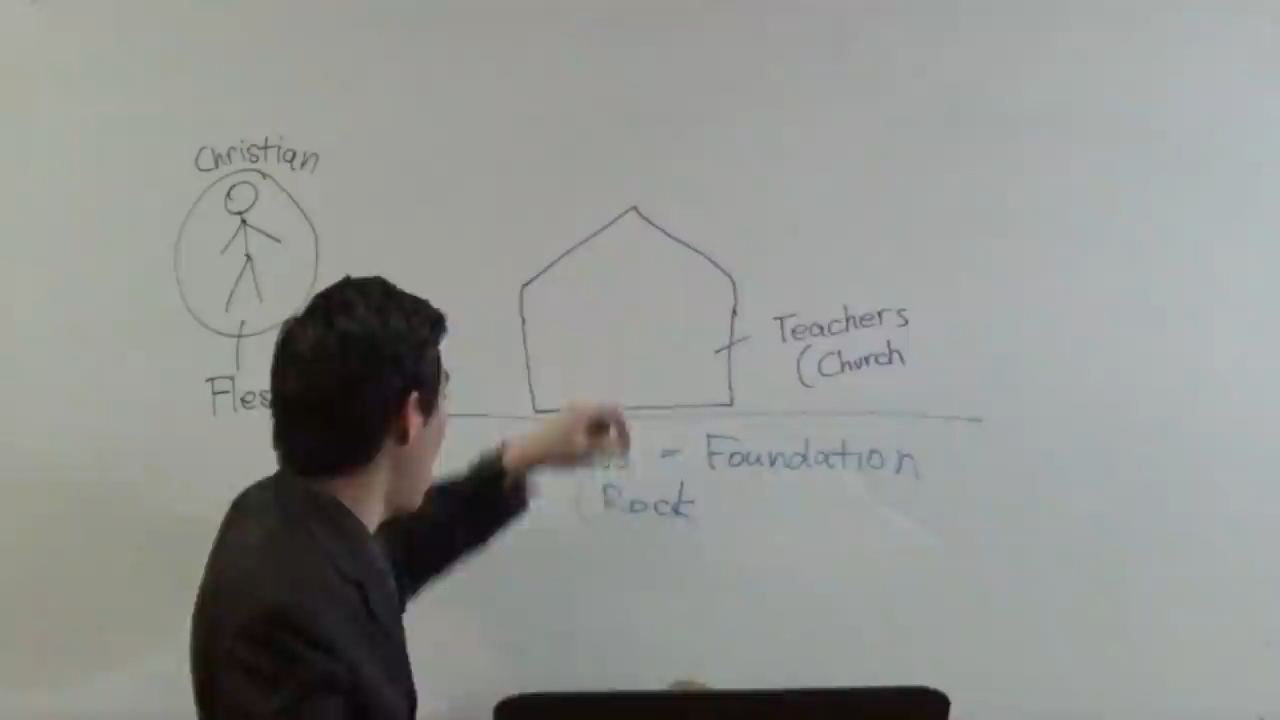 Christian
Teachers
(Church
Fles
- Foundation
(Rock